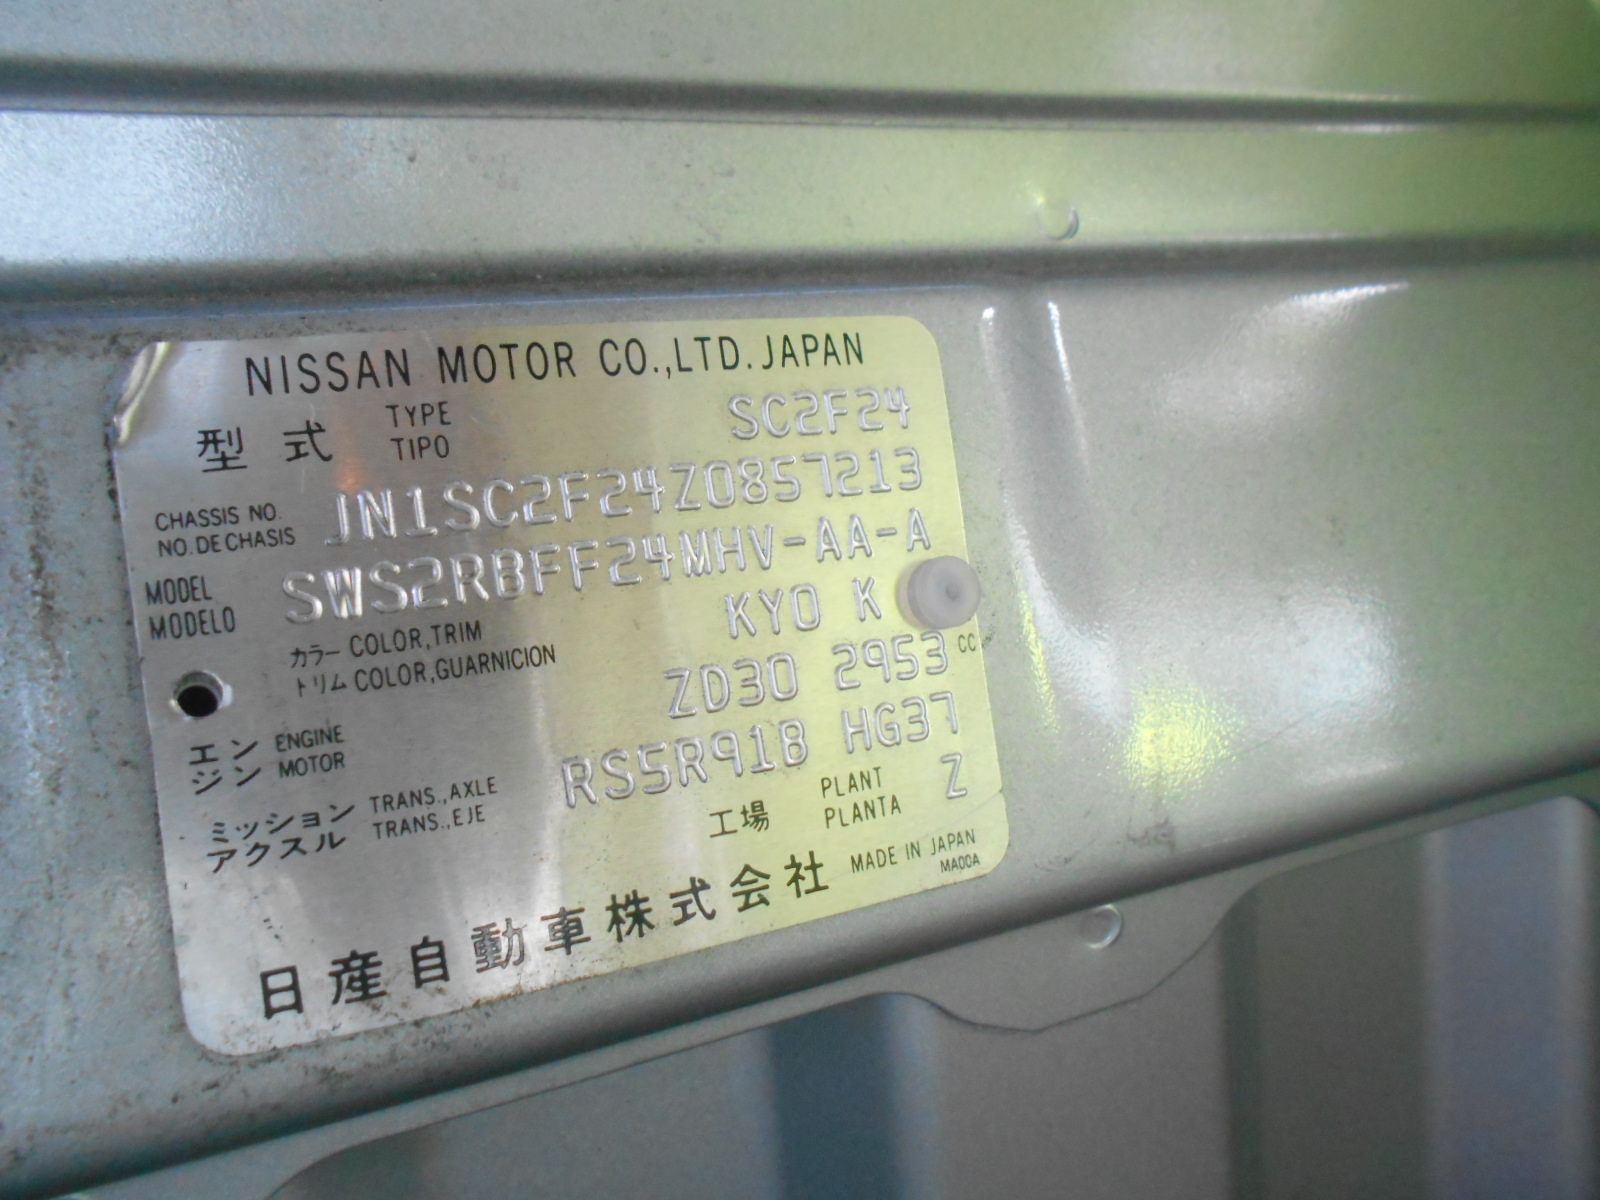 NISSAN MOTOR CO.,LTD. JAPAN
型式 TYPE TIPO SC2F24
CHASSIS NO. NO. DE CHASIS JN1SC2F24Z0857213
MODEL MODELO SWS2RBFF24MHV-AA-A
カラー COLOR,TRIM KYO K
トリム COLOR,GUARNICION
エンジン ENGINE MOTOR ZD30 2953 CC
ミッション TRANS.,AXLE RS5R91B HG37
アクスル TRANS.,EJE
工場 PLANT PLANTA Z
日産自動車株式会社 MADE IN JAPAN
MA00A